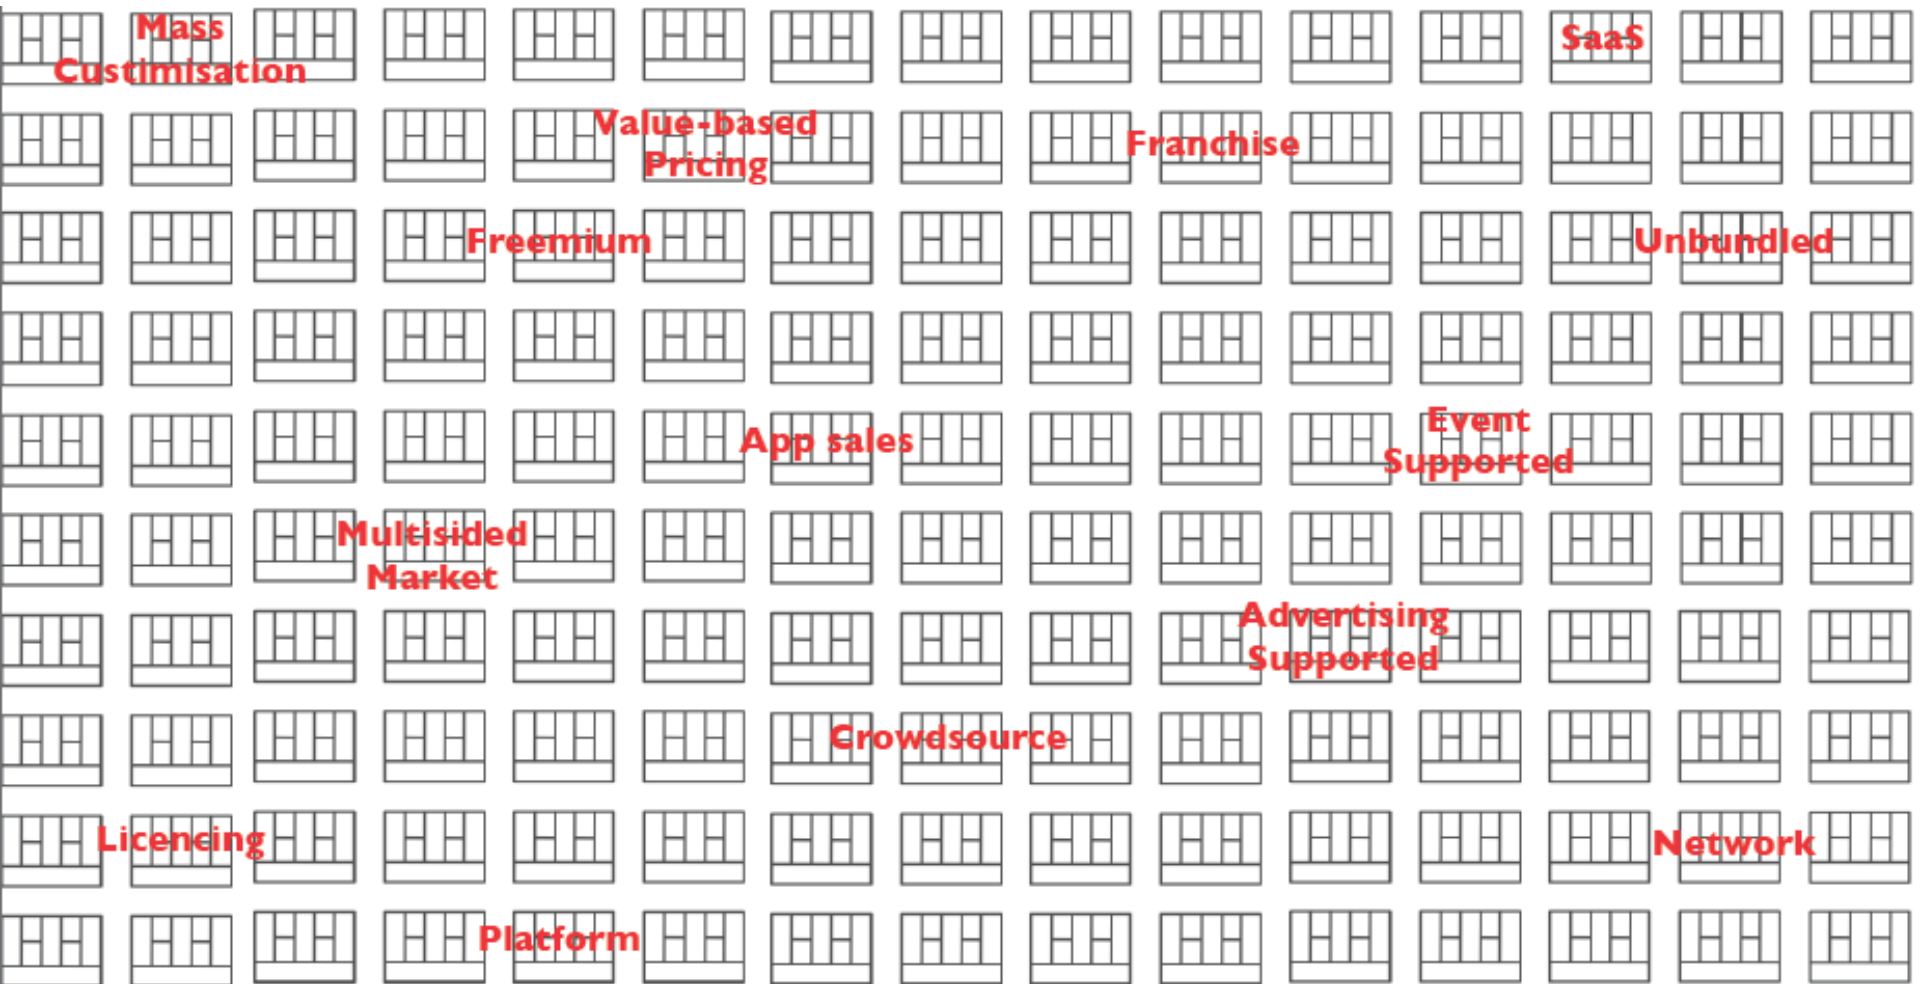 Mass
Custimisation
SaaS
Value-based
Pricing
Franchise
Freemium
Unbundled
App sales
Event
Supported
Multisided
Market
Advertising
Supported
Crowdsource
Licencing
Network
Platform